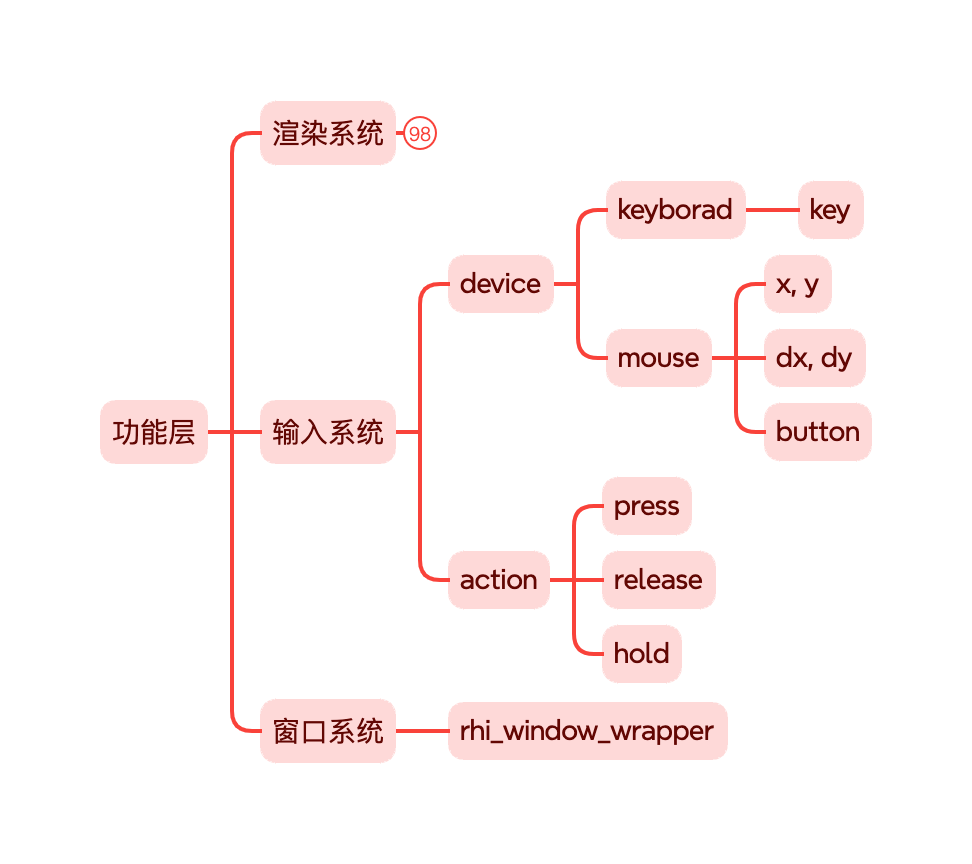 渲染系统
98
keyborad
key
device
x, y
mouse
dx, dy
功能层
输入系统
button
press
action
release
hold
窗口系统
rhi_window_wrapper